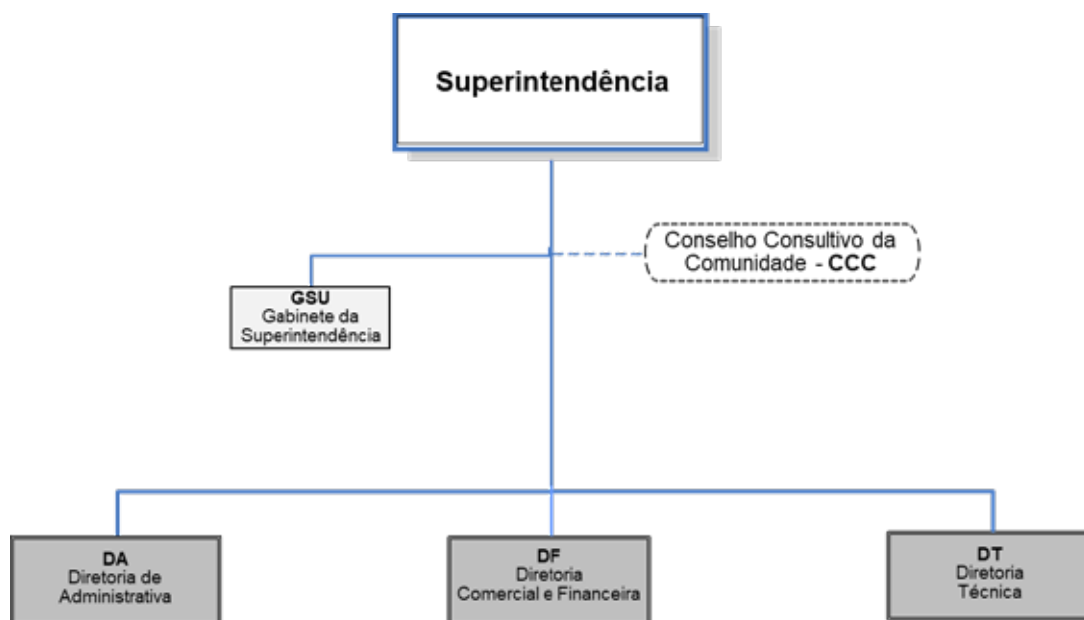 Superintendência
Conselho Consultivo da
Comunidade - CCC
GSU
Gabinete da
Superintendência
DA
Diretoria de
Administrativa
DF
Diretoria
Comercial e Financeira
DT
Diretoria
Técnica